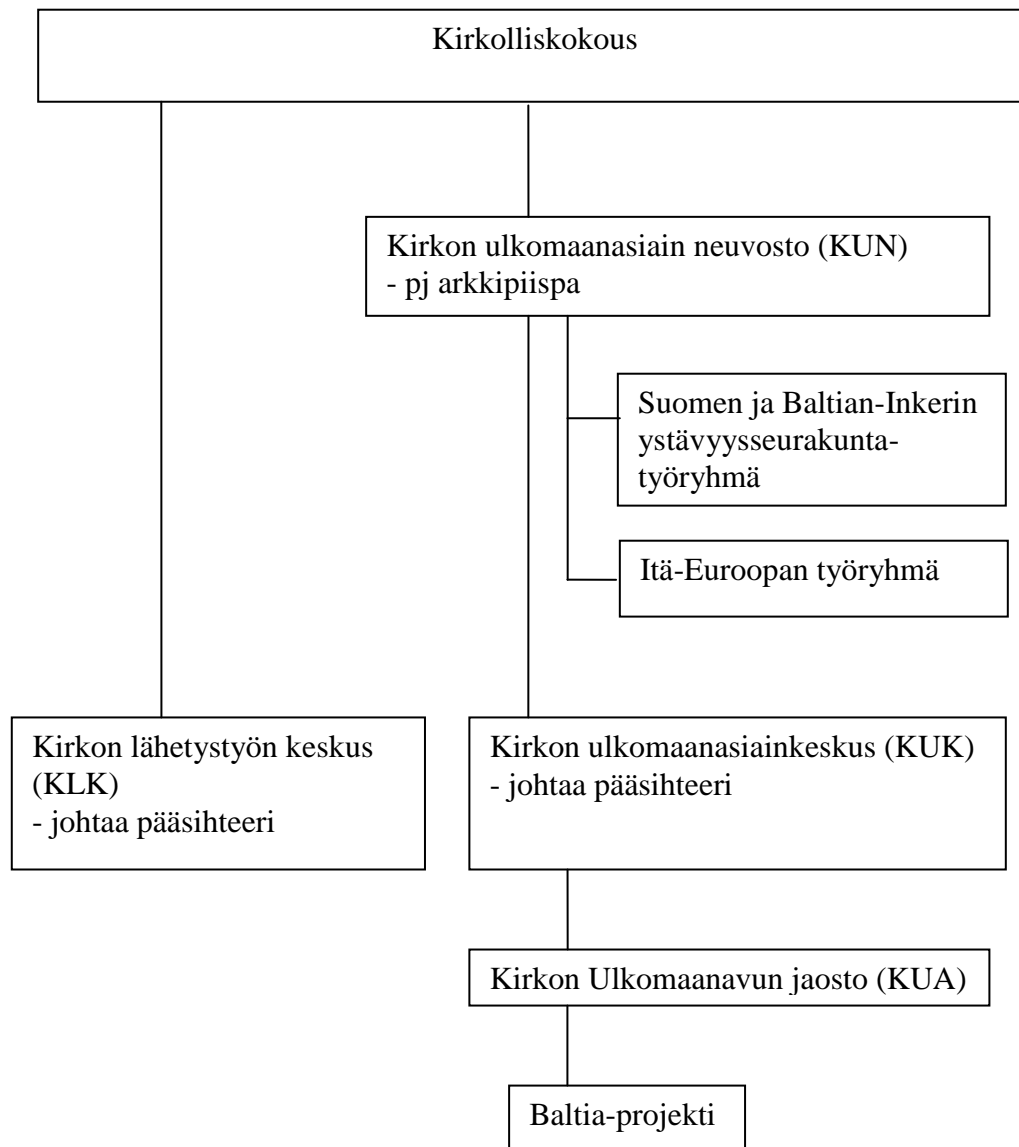 Kirkolliskokous
Kirkon ulkomaanasiain neuvosto (KUN)
- pj arkkipiispa
Suomen ja Baltian-Inkerin
ystävyysseurakunta-
työryhmä
Itä-Euroopan työryhmä
Kirkon lähetystyön keskus
(KLK)
- johtaa pääsihteeri
Kirkon ulkomaanasiainkeskus (KUK)
- johtaa pääsihteeri
Kirkon Ulkomaanavun jaosto (KUA)
Baltia-projekti